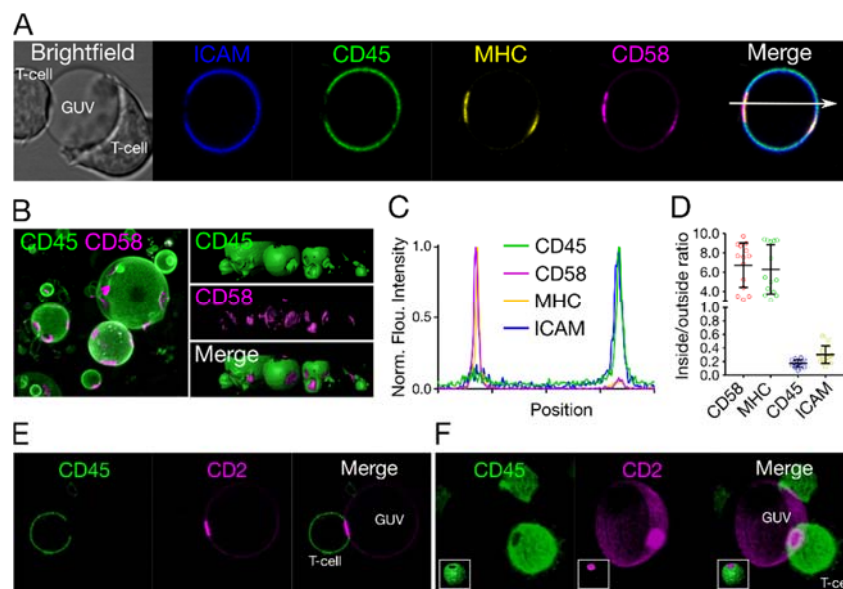 A
Brightfield
ICAM
CD45
MHC
CD58
Merge
T-cell
GUV
T-cell
B
CD45 CD58
CD45
CD58
Merge
C
Norm. Flou. Intensity
1.0
0.5
0.0
CD45
CD58
MHC
ICAM
Position
D
Inside/outside ratio
10.0
8.0
6.0
4.0
2.0
0.8
0.6
0.4
0.2
0.0
CD58
MHC
CD45
ICAM
E
CD45
CD2
Merge
GUV
T-cell
F
CD45
CD2
Merge
GUV
T-ce